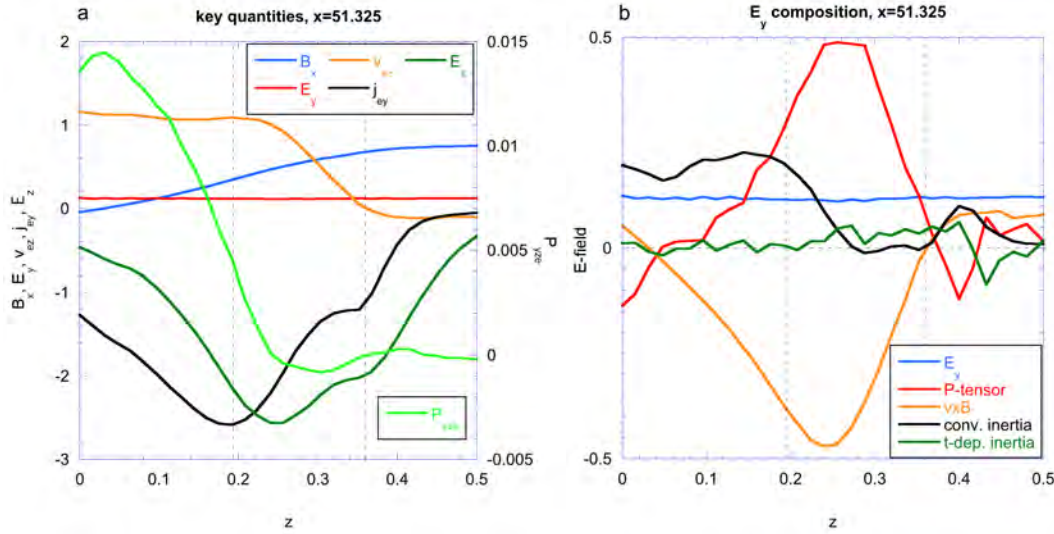 a
key quantities, x=51.325
B_x
v_ez
E_z
E_y
j_ey
2
1
0
-1
-2
-3
0.015
0.01
0.005
0
-0.005
B_x, E_y, v_ez, j_ey, E_z
P_yze-
P_yze-
0
0.1
0.2
0.3
0.4
0.5
z
b
E_y composition, x=51.325
0.5
0
-0.5
E-field
E_y
P-tensor
vxB
conv. inertia
t-dep. inertia
0
0.1
0.2
0.3
0.4
0.5
z